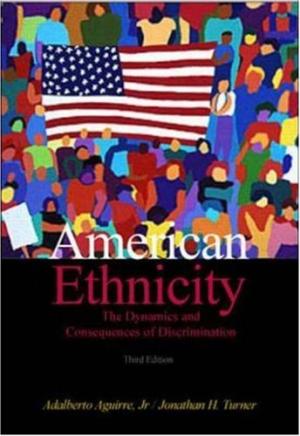 American
Ethnicity
The Dynamics and
Consequences of Discrimination
Third Edition
Adalberto Aguirre, Jr / Jonathan H. Turner